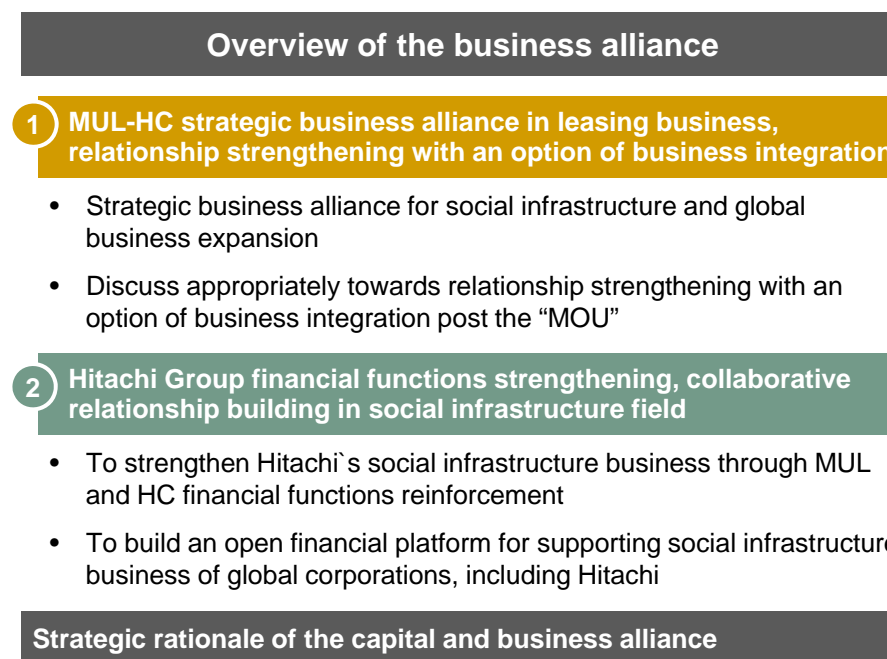 Overview of the business alliance
1 MUL-HC strategic business alliance in leasing business,
relationship strengthening with an option of business integration
• Strategic business alliance for social infrastructure and global
business expansion
• Discuss appropriately towards relationship strengthening with an
option of business integration post the “MOU”
2 Hitachi Group financial functions strengthening, collaborative
relationship building in social infrastructure field
• To strengthen Hitachi`s social infrastructure business through MUL
and HC financial functions reinforcement
• To build an open financial platform for supporting social infrastructure
business of global corporations, including Hitachi
Strategic rationale of the capital and business alliance